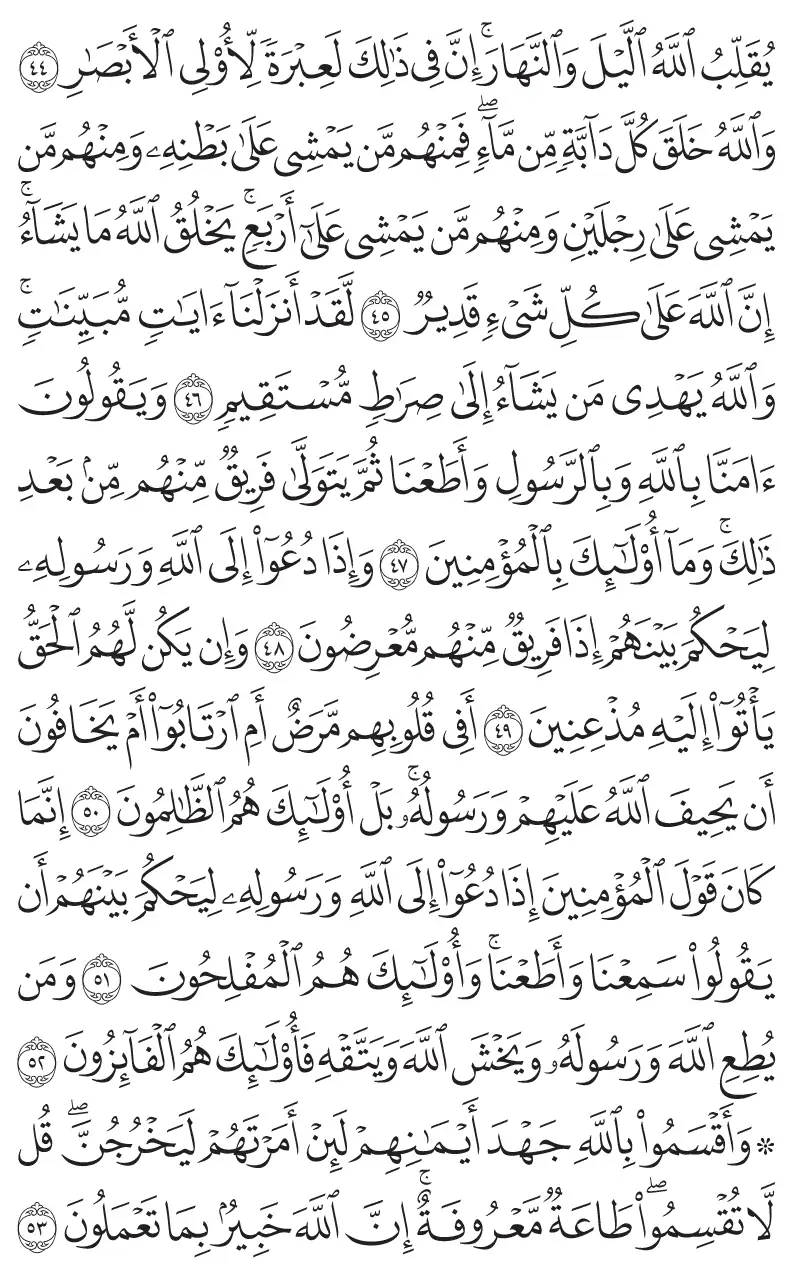 يُقَلِّبُ ٱللَّهُ ٱلَّيْلَ وَٱلنَّهَارَۚ إِنَّ فِى ذَٰلِكَ لَعِبْرَةً لِّأُو۟لِى ٱلْأَبْصَٰرِ ٤٤
وَٱللَّهُ خَلَقَ كُلَّ دَآبَّةٍ مِّن مَّآءٍۖ فَمِنْهُم مَّن يَمْشِى عَلَىٰ بَطْنِهِۦ وَمِنْهُم مَّن
يَمْشِى عَلَىٰ رِجْلَيْنِ وَمِنْهُم مَّن يَمْشِى عَلَىٰٓ أَرْبَعٍۚ يَخْلُقُ ٱللَّهُ مَا يَشَآءُۚ
إِنَّ ٱللَّهَ عَلَىٰ كُلِّ شَىْءٍ قَدِيرٌ ٤٥ لَّقَدْ أَنزَلْنَآ ءَايَٰتٍ مُّبَيِّنَٰتٍۚ
وَٱللَّهُ يَهْدِى مَن يَشَآءُ إِلَىٰ صِرَٰطٍ مُّسْتَقِيمٍ ٤٦ وَيَقُولُونَ
ءَامَنَّا بِٱللَّهِ وَبِٱلرَّسُولِ وَأَطَعْنَا ثُمَّ يَتَوَلَّىٰ فَرِيقٌ مِّنْهُم مِّنۢ بَعْدِ
ذَٰلِكَۚ وَمَآ أُو۟لَٰٓئِكَ بِٱلْمُؤْمِنِينَ ٤٧ وَإِذَا دُعُوٓا۟ إِلَى ٱللَّهِ وَرَسُولِهِۦ
لِيَحْكُمَ بَيْنَهُمْ إِذَا فَرِيقٌ مِّنْهُم مُّعْرِضُونَ ٤٨ وَإِن يَكُن لَّهُمُ ٱلْحَقُّ
يَأْتُوٓا۟ إِلَيْهِ مُذْعِنِينَ ٤٩ أَفِى قُلُوبِهِم مَّرَضٌ أَمِ ٱرْتَابُوٓا۟ أَمْ يَخَافُونَ
أَن يَحِيفَ ٱللَّهُ عَلَيْهِمْ وَرَسُولُهُۥۚ بَلْ أُو۟لَٰٓئِكَ هُمُ ٱلظَّٰلِمُونَ ٥٠ إِنَّمَا
كَانَ قَوْلَ ٱلْمُؤْمِنِينَ إِذَا دُعُوٓا۟ إِلَى ٱللَّهِ وَرَسُولِهِۦ لِيَحْكُمَ بَيْنَهُمْ أَن
يَقُولُوا۟ سَمِعْنَا وَأَطَعْنَاۚ وَأُو۟لَٰٓئِكَ هُمُ ٱلْمُفْلِحُونَ ٥١ وَمَن
يُطِعِ ٱللَّهَ وَرَسُولَهُۥ وَيَخْشَ ٱللَّهَ وَيَتَّقْهِ فَأُو۟لَٰٓئِكَ هُمُ ٱلْفَآئِزُونَ ٥٢
* وَأَقْسَمُوا۟ بِٱللَّهِ جَهْدَ أَيْمَٰنِهِمْ لَئِنْ أَمَرْتَهُمْ لَيَخْرُجُنَّۖ قُل
لَّا تُقْسِمُوا۟ۖ طَاعَةٌ مَّعْرُوفَةٌۚ إِنَّ ٱللَّهَ خَبِيرٌۢ بِمَا تَعْمَلُونَ ٥٣